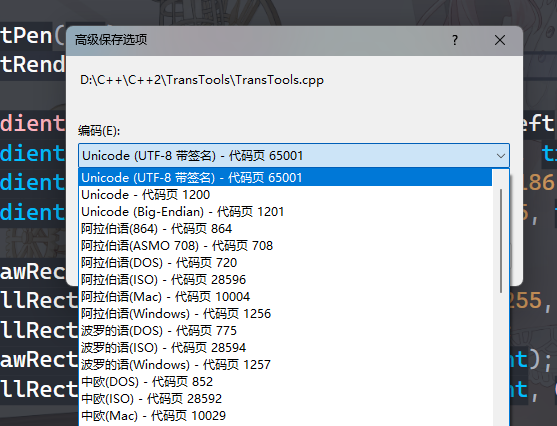 tPen(
高级保存选项
? ×
tRend
D:\C++\C++2\TransTools\TransTools.cpp
dient
eft
编码(E):
dient
Unicode (UTF-8 带签名) - 代码页 65001
ti
dient
Unicode (UTF-8 带签名) - 代码页 65001
186
Unicode - 代码页 1200
dient
Unicode (Big-Endian) - 代码页 1201
5,
阿拉伯语(864) - 代码页 864
阿拉伯语(ASMO 708) - 代码页 708
阿拉伯语(DOS) - 代码页 720
awRect
阿拉伯语(ISO) - 代码页 28596
llRect
阿拉伯语(Mac) - 代码页 10004
255,
阿拉伯语(Windows) - 代码页 1256
llRect
波罗的语(DOS) - 代码页 775
波罗的语(ISO) - 代码页 28594
awRect
波罗的语(Windows) - 代码页 1257
t);
中欧(DOS) - 代码页 852
llRect
中欧(ISO) - 代码页 28592
nt,
中欧(Mac) - 代码页 10029